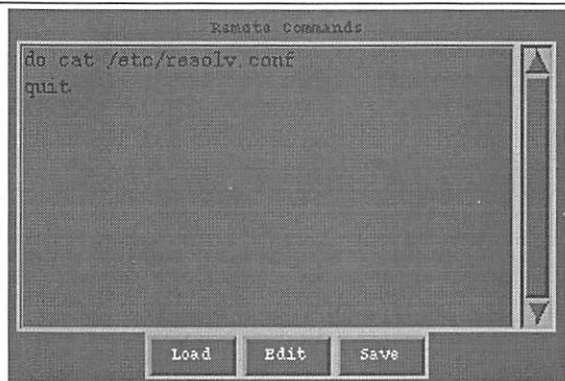 Remote Commands
do cat /etc/resolv.conf
quit
Load Edit Save